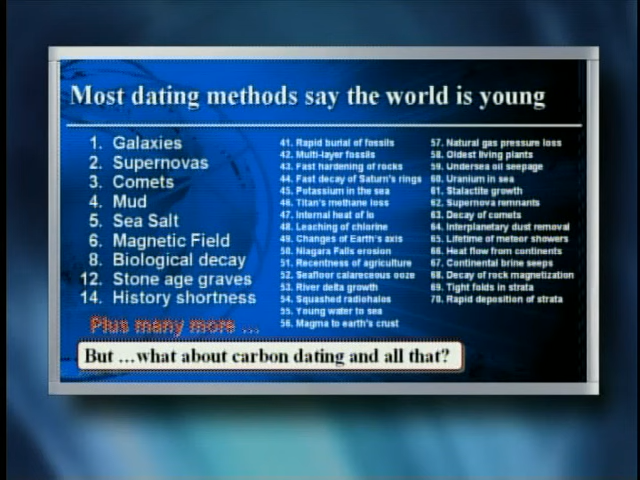 Most dating methods say the world is young
1. Galaxies
2. Supernovas
3. Comets
4. Mud
5. Sea Salt
6. Magnetic Field
8. Biological decay
12. Stone age graves
14. History shortness
Plus many more ...
41. Rapid burial of fossils
42. Multi-layer fossils
43. Fast hardening of rocks
44. Fast decay of Saturn's rings
45. Potassium in the sea
46. Titan's methane loss
47. Internal heat of Io
48. Leaching of chlorine
49. Changes of Earth's axis
50. Niagara Falls erosion
51. Recentness of agriculture
52. Seafloor calcareous ooze
53. River delta growth
54. Squashed radiohalos
55. Young water to sea
56. Magma to earth's crust
57. Natural gas pressure loss
58. Oldest living plants
59. Undersea oil seepage
60. Uranium in sea
61. Stalactite growth
62. Supernova remnants
63. Decay of comets
64. Interplanetary dust removal
65. Lifetime of meteor showers
66. Heat flow from continents
67. Continental brine seeps
68. Decay of rock magnetization
69. Tight folds in strata
70. Rapid deposition of strata
But ...what about carbon dating and all that?